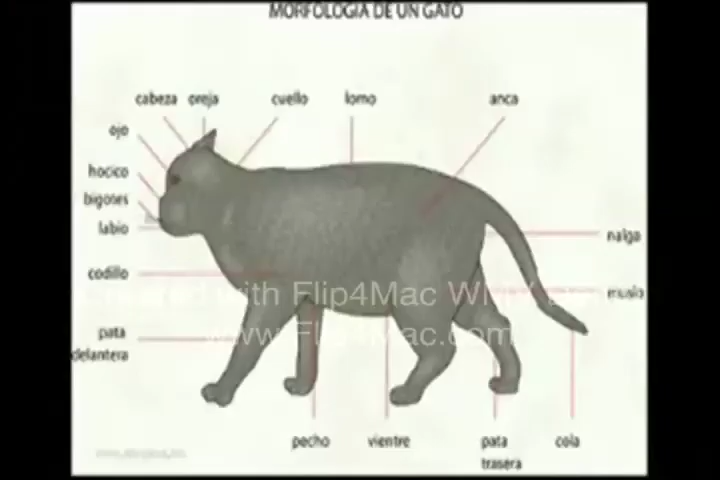 MORFOLOGIA DE UN GATO
cabeza oreja cuello lomo anca
ojo
hocico
bigotes
labio
nalga
codillo
muslo
with Flip4Mac
www.Flip4Mac.com
pata
delantera
pecho vientre pata cola
trasera